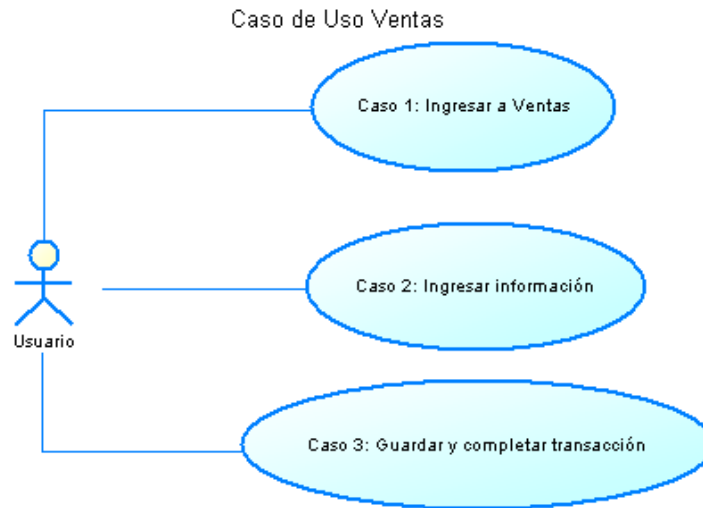 Caso de Uso Ventas
Caso 1: Ingresar a Ventas
Caso 2: Ingresar información
Usuario
Caso 3: Guardar y completar transacción